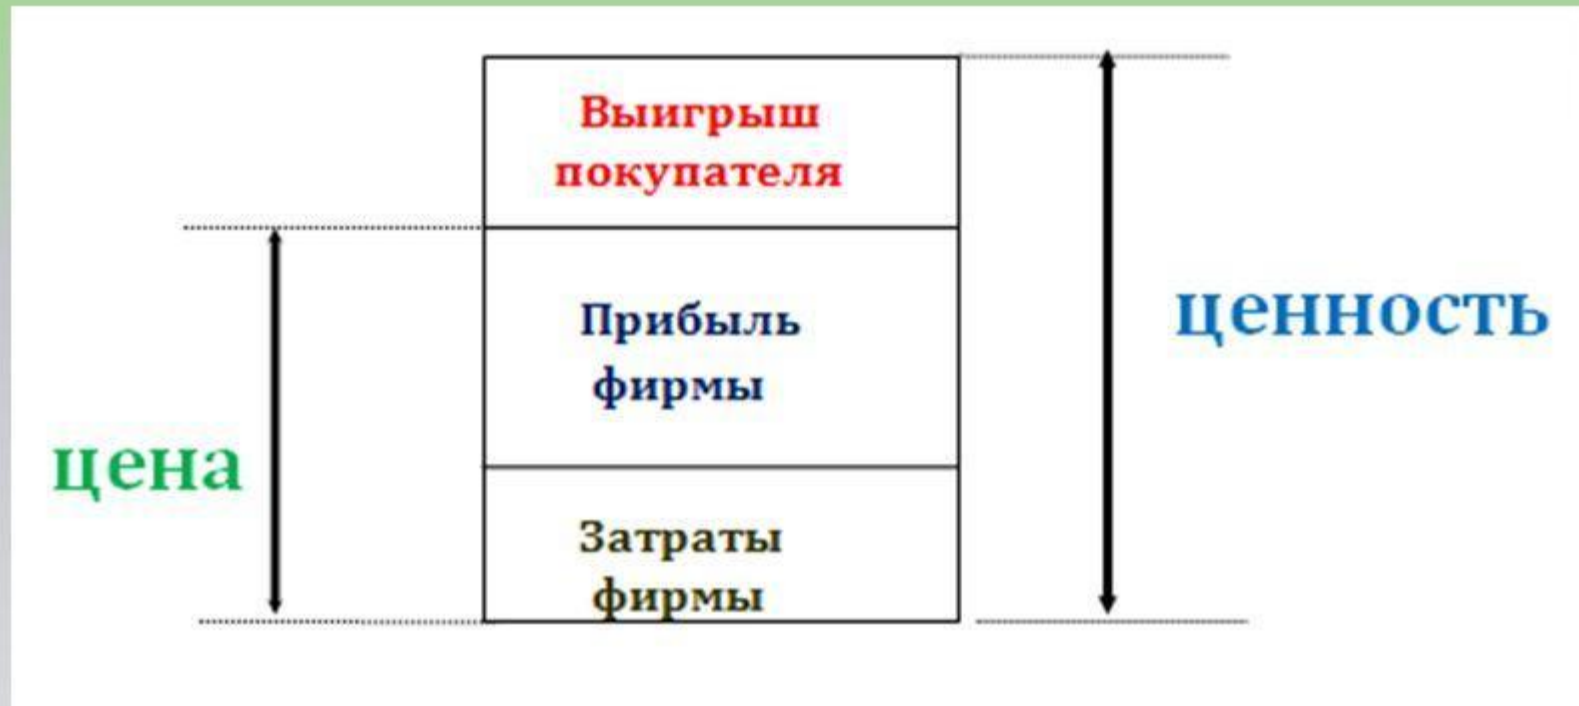 Выигрыш
покупателя
Прибыль
фирмы
ценность
цена
Затраты
фирмы